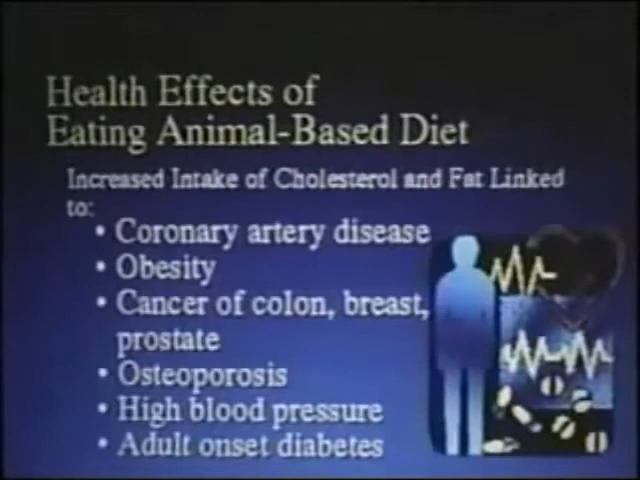 Health Effects of
Eating Animal-Based Diet
Increased Intake of Cholesterol and Fat Linked
to:
• Coronary artery disease
• Obesity
• Cancer of colon, breast,
prostate
• Osteoporosis
• High blood pressure
• Adult onset diabetes